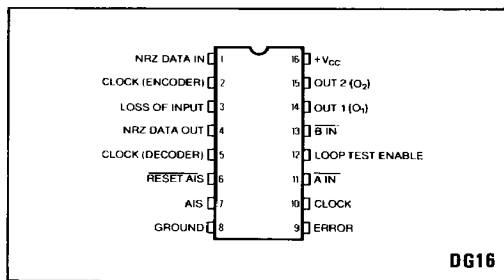 NRZ DATA IN 1 16 +VCC
CLOCK (ENCODER) 2 15 OUT 2 (O2)
LOSS OF INPUT 3 14 OUT 1 (O1)
NRZ DATA OUT 4 13 B IN
CLOCK (DECODER) 5 12 LOOP TEST ENABLE
RESET AIS 6 11 A IN
AIS 7 10 CLOCK
GROUND 8 9 ERROR
DG16